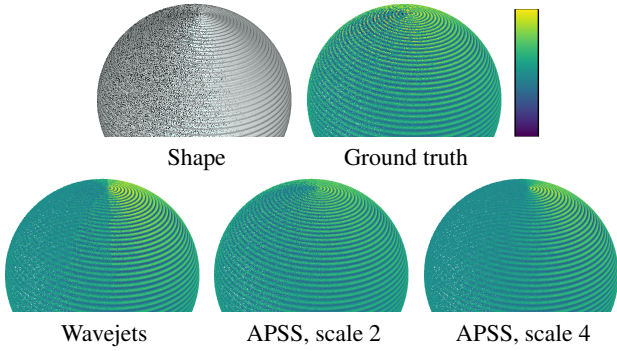 Shape
Ground truth
Wavejets
APSS, scale 2
APSS, scale 4